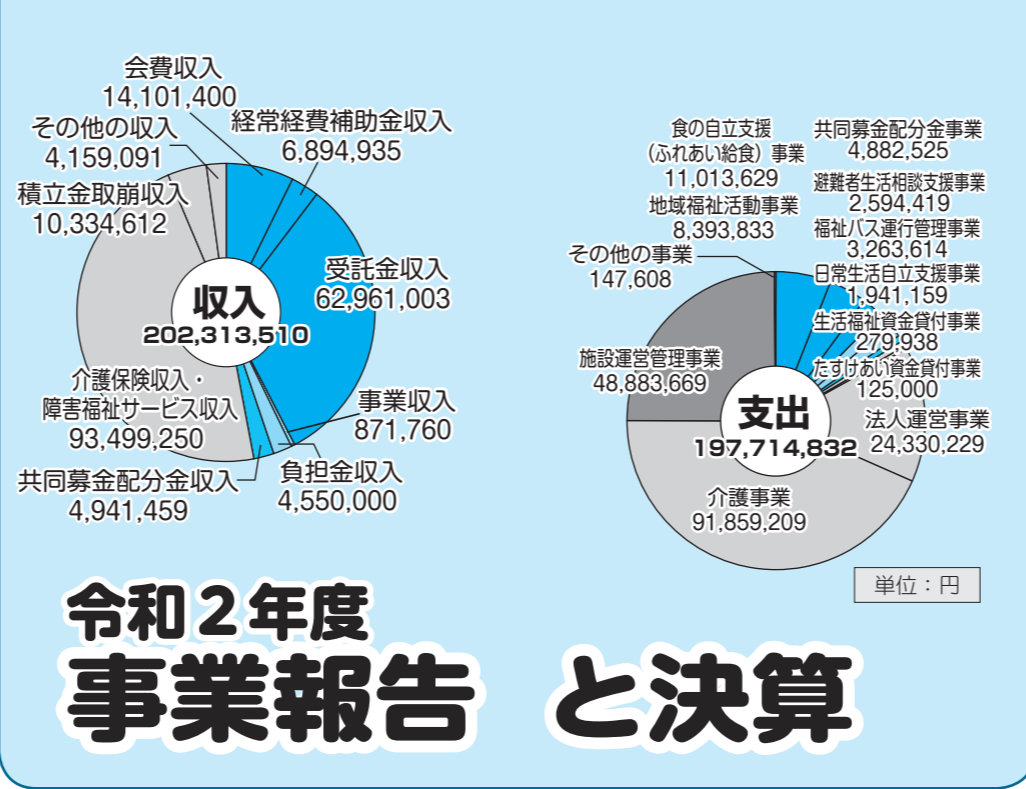 会費収入
14,101,400
経常経費補助金収入
6,894,935
受託金収入
62,961,003
事業収入
871,760
負担金収入
4,550,000
共同募金配分金収入
4,941,459
介護保険収入・
障害福祉サービス収入
93,499,250
積立金取崩収入
10,334,612
その他の収入
4,159,091
収入
202,313,510
食の自立支援
（ふれあい給食）事業
11,013,629
地域福祉活動事業
8,393,833
その他の事業
147,608
共同募金配分金事業
4,882,525
避難者生活相談支援事業
2,594,419
福祉バス運行管理事業
3,263,614
日常生活自立支援事業
1,941,159
生活福祉資金貸付事業
279,938
たすけあい資金貸付事業
125,000
法人運営事業
24,330,229
介護事業
91,859,209
施設運営管理事業
48,883,669
支出
197,714,832
単位：円
令和２年度
事業報告 と決算